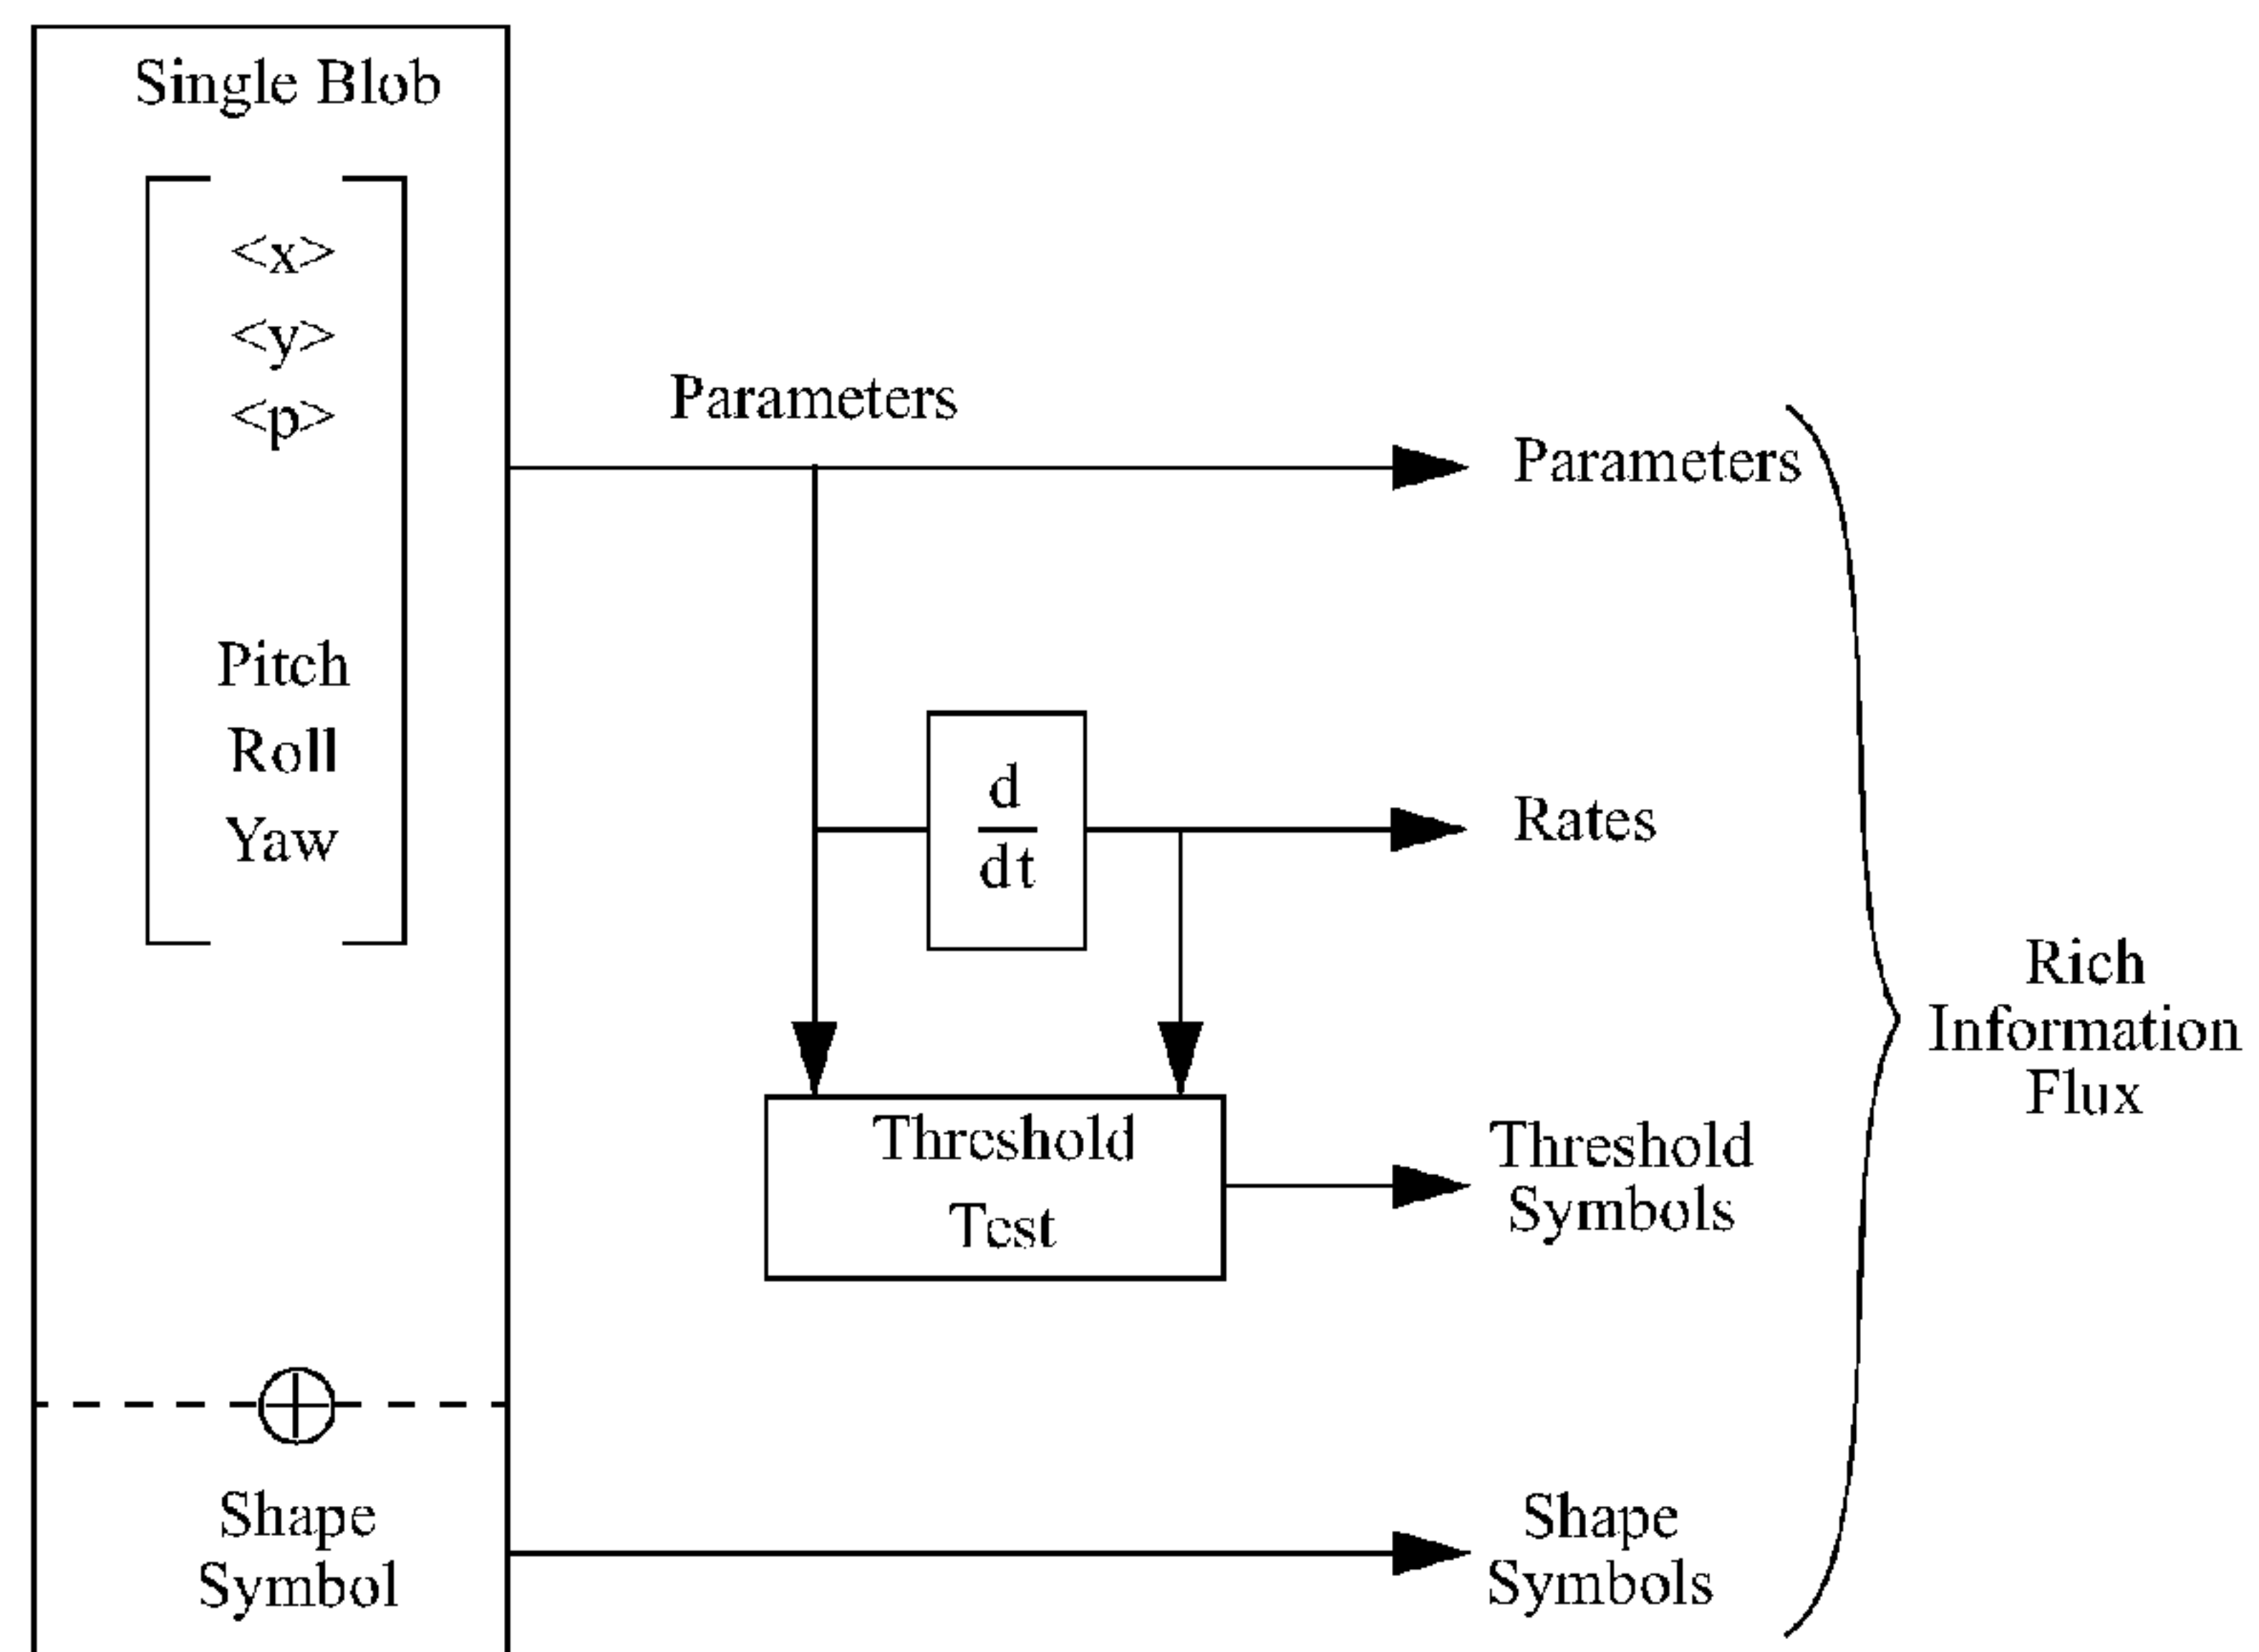 Single Blob
<x>
<y>
<p>
Pitch
Roll
Yaw
Shape
Symbol
Parameters
d
dt
Threshold
Test
Parameters
Rates
Threshold
Symbols
Shape
Symbols
Rich
Information
Flux